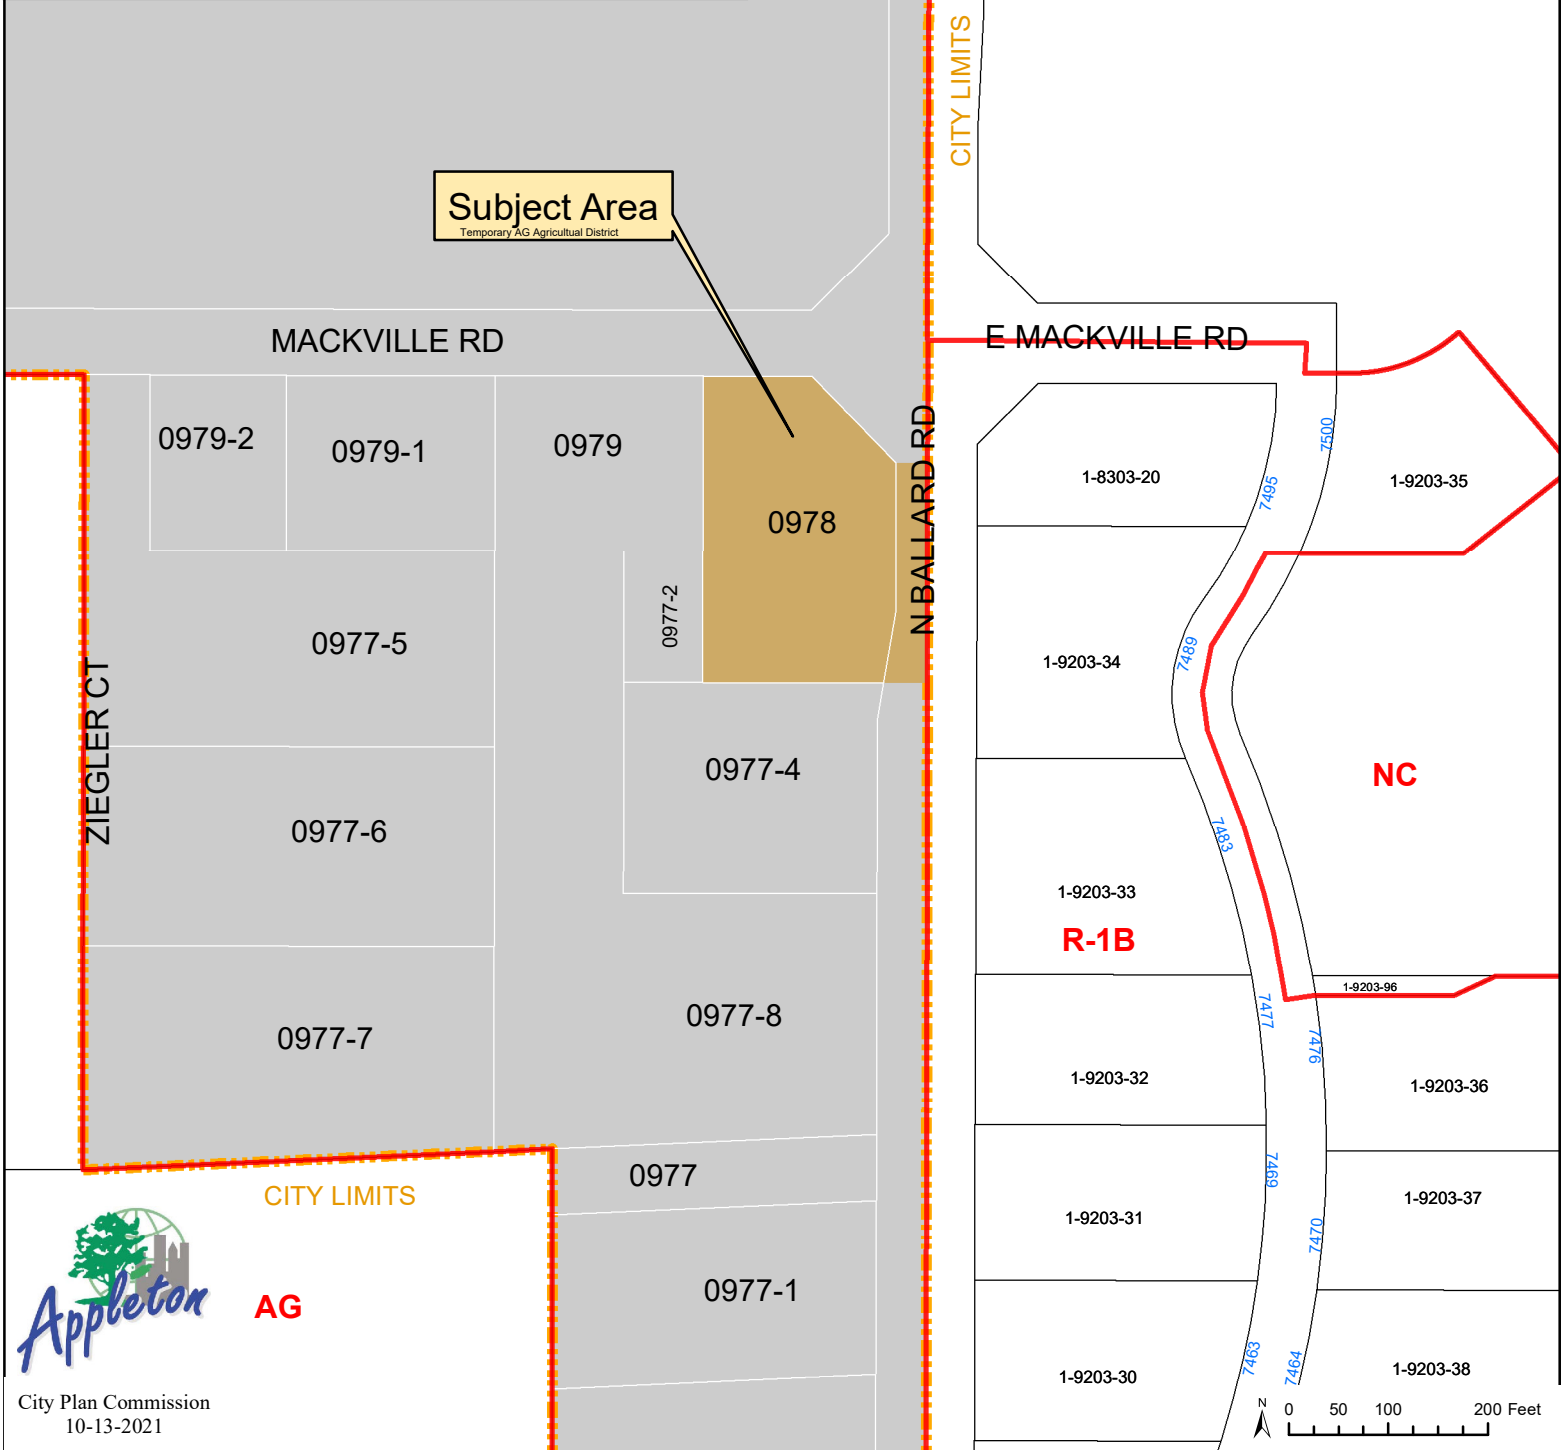 CITY LIMITS
Subject Area
Temporary AG Agricultual District
MACKVILLE RD
E MACKVILLE RD
N BALLARD RD
ZIEGLER CT
0979-2
0979-1
0979
0978
0977-2
0977-5
0977-4
0977-6
0977-7
0977-8
0977
0977-1
1-8303-20
1-9203-35
7500
7495
1-9203-34
7489
NC
7483
1-9203-33
R-1B
1-9203-96
7477
7476
1-9203-32
1-9203-36
7469
1-9203-31
1-9203-37
7470
7463
7464
1-9203-30
1-9203-38
CITY LIMITS
AG
Appleton
City Plan Commission
10-13-2021
N
0 50 100 200 Feet